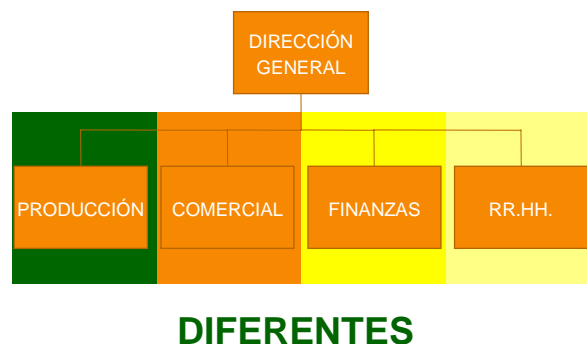 DIRECCIÓN
GENERAL
PRODUCCIÓN
COMERCIAL
FINANZAS
RR.HH.
DIFERENTES